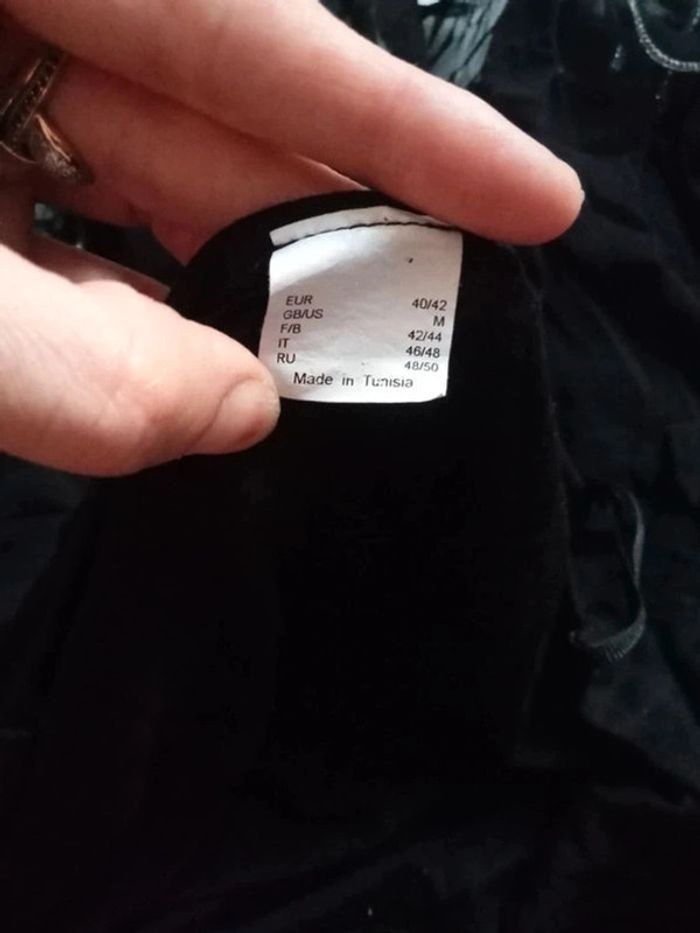 EUR 40/42
GB/US M
F/B 42/44
IT 46/48
RU 48/50
Made in Tunisia